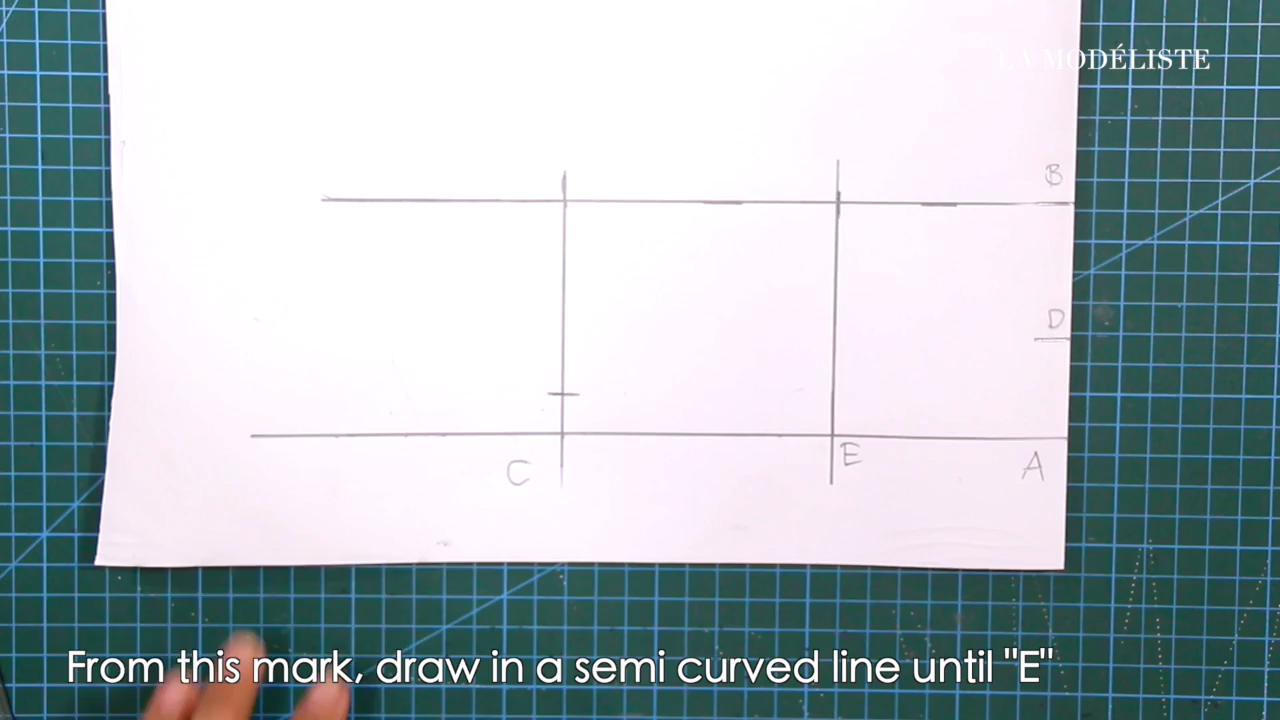 LA MODÉLISTE
B
D
E
C
A
From this mark, draw in a semi curved line until "E"